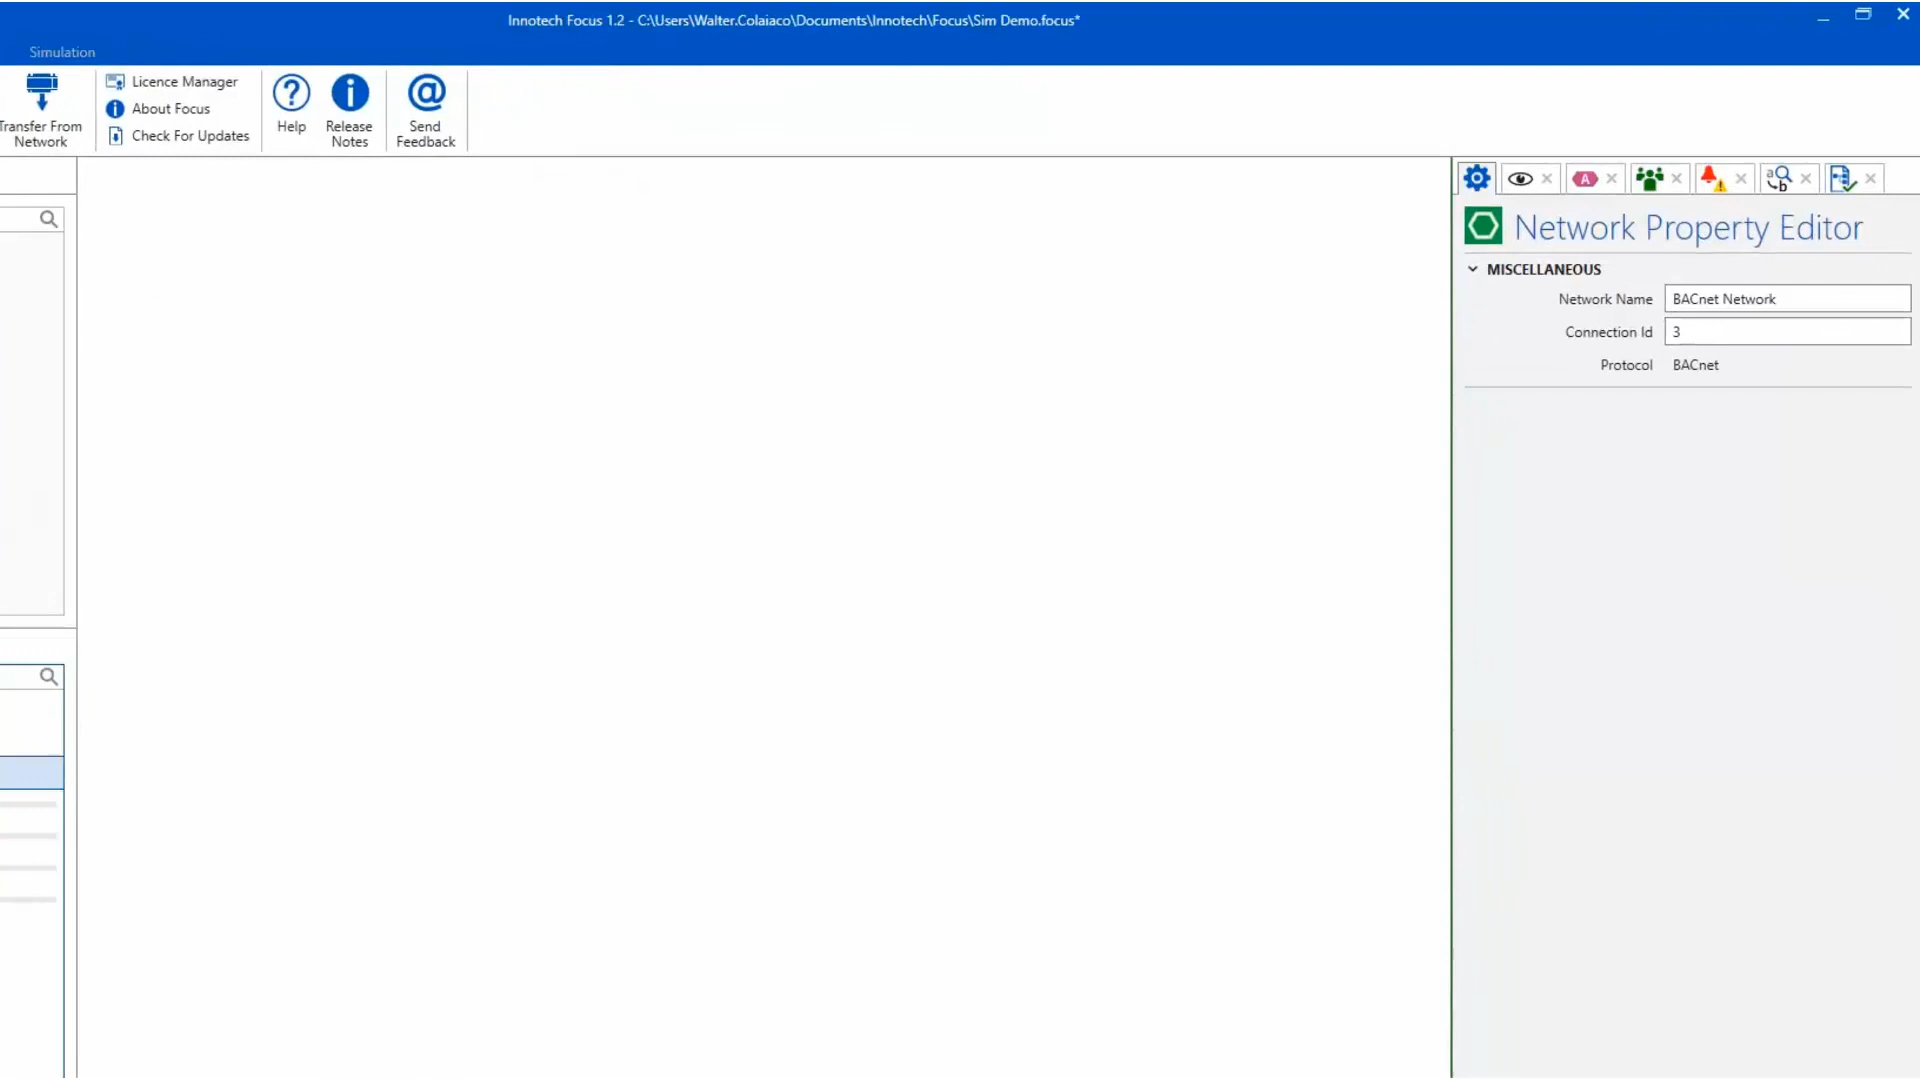 Innotech Focus 1.2 - C:\Users\Walter.Colaiaco\Documents\Innotech\Focus\Sim Demo.focus*
Simulation
Transfer From
Network
Licence Manager
About Focus
Check For Updates
Help
Release
Notes
Send
Feedback
Network Property Editor
MISCELLANEOUS
Network Name BACnet Network
Connection Id 3
Protocol BACnet